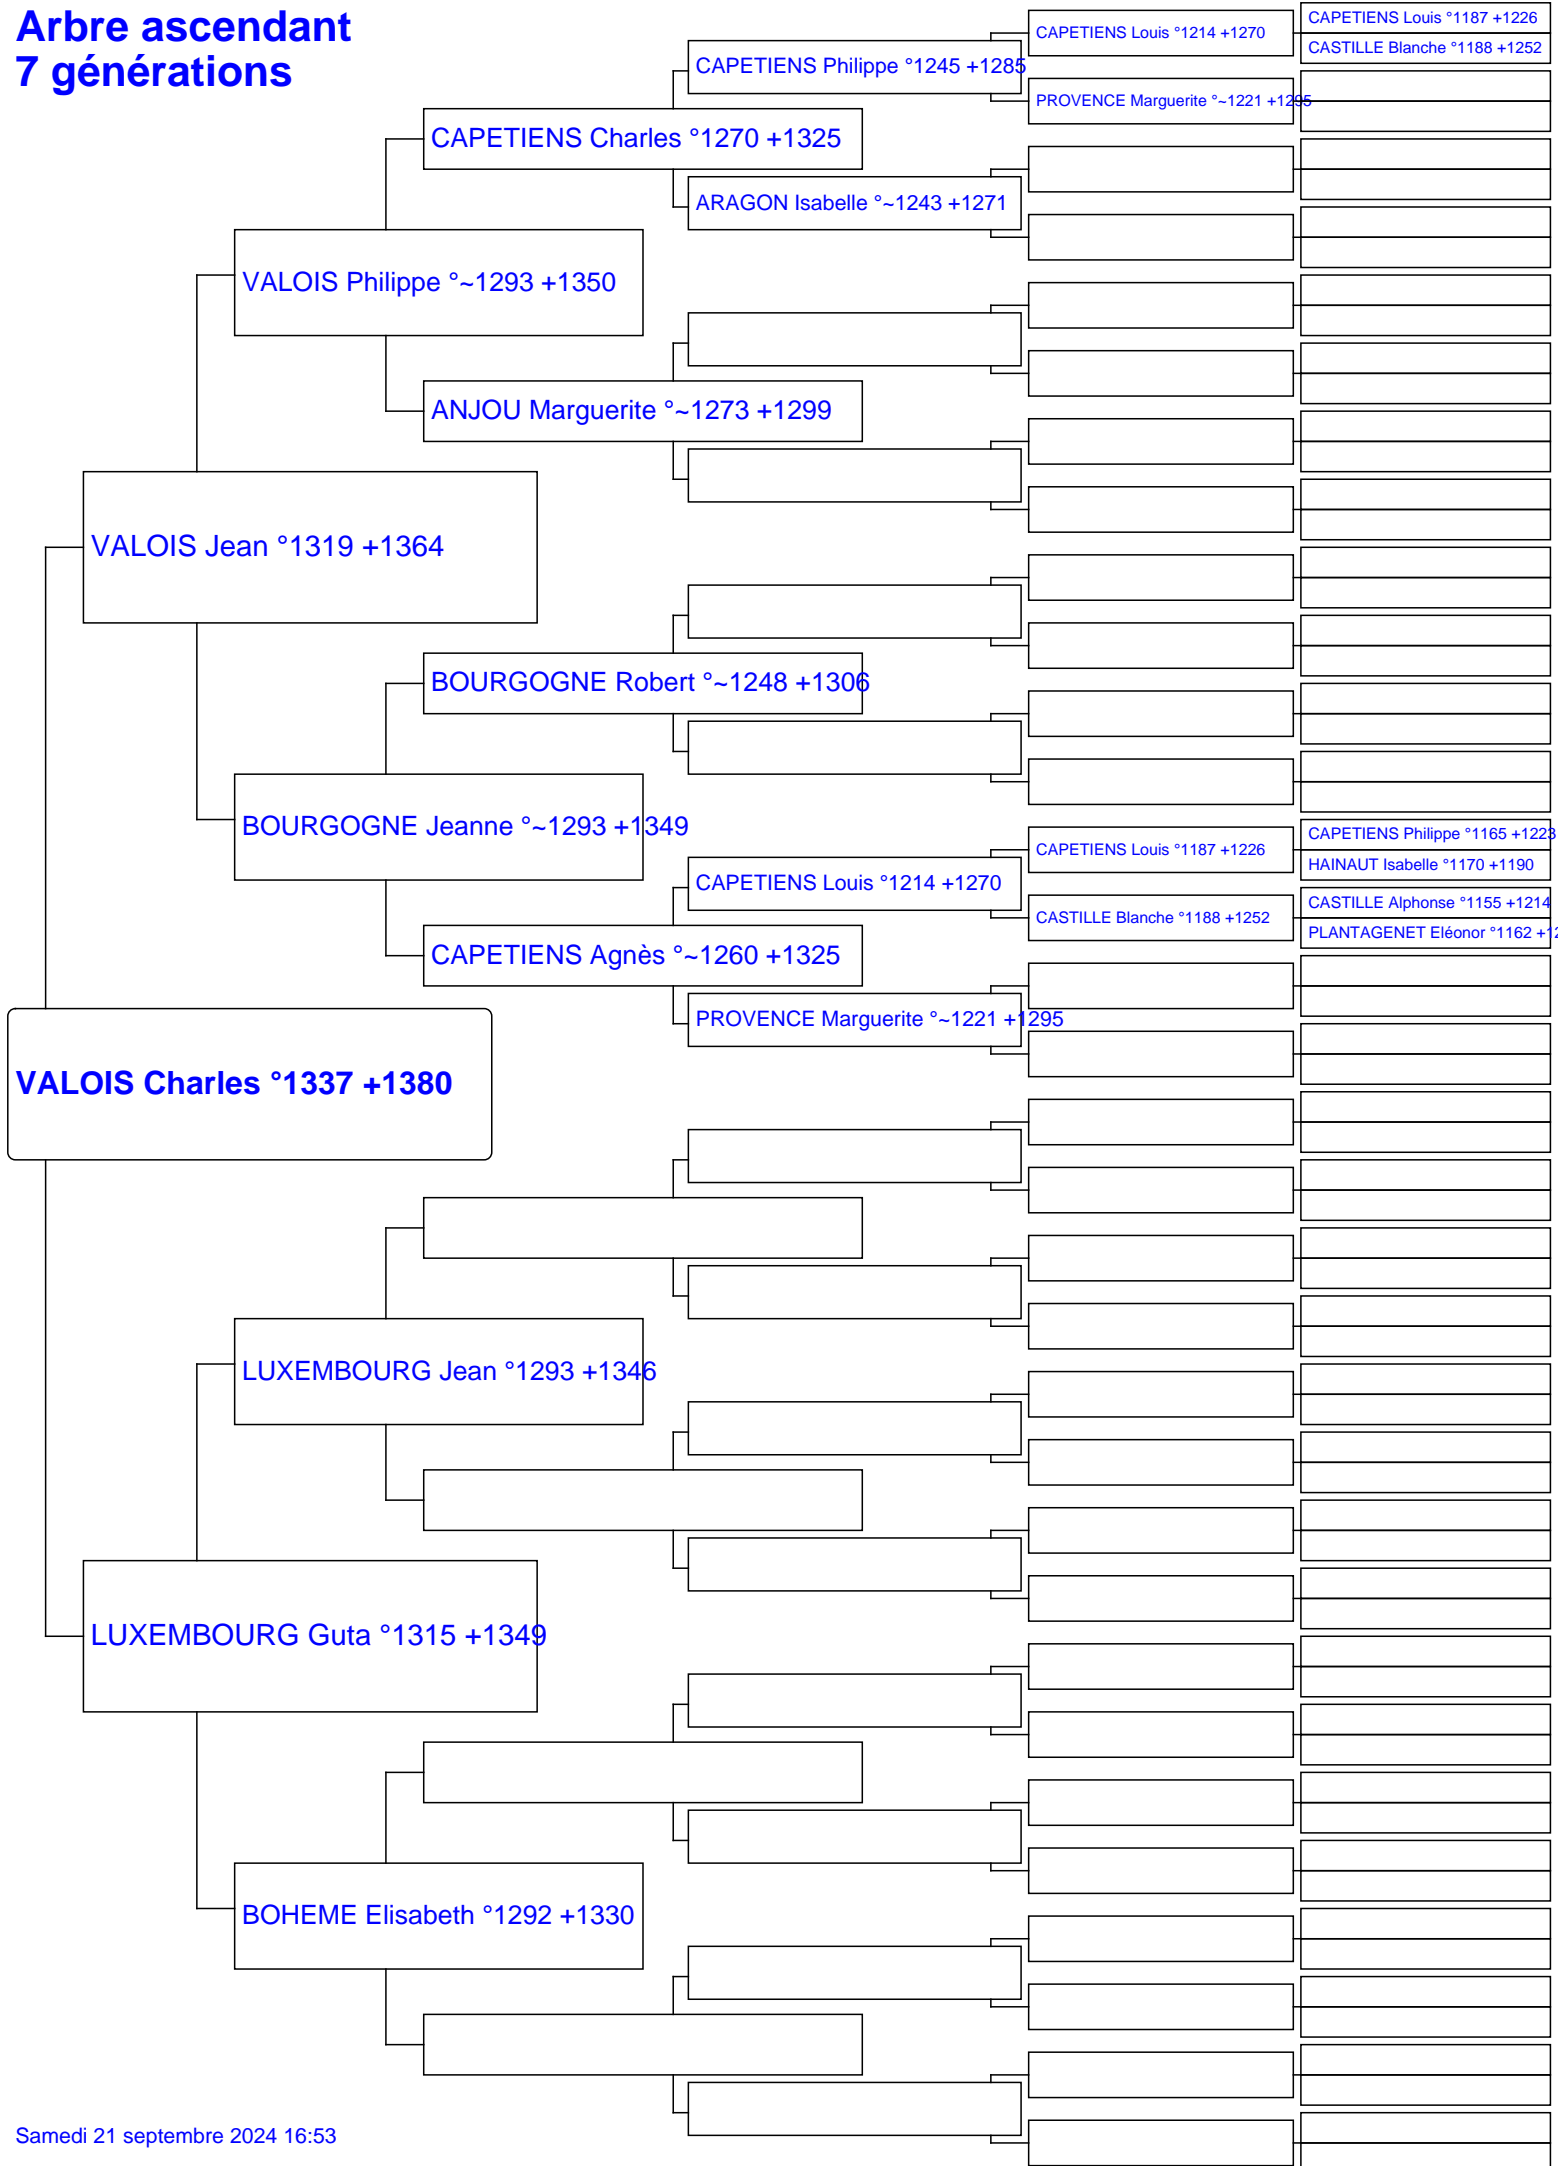 Arbre ascendant
7 générations
CAPETIENS Louis °1187 +1226
CAPETIENS Louis °1214 +1270
CASTILLE Blanche °1188 +1252
CAPETIENS Philippe °1245 +1285
PROVENCE Marguerite °~1221 +1295
CAPETIENS Charles °1270 +1325
ARAGON Isabelle °~1243 +1271
VALOIS Philippe °~1293 +1350
ANJOU Marguerite °~1273 +1299
VALOIS Jean °1319 +1364
BOURGOGNE Robert °~1248 +1306
BOURGOGNE Jeanne °~1293 +1349
CAPETIENS Philippe °1165 +1223
CAPETIENS Louis °1187 +1226
HAINAUT Isabelle °1170 +1190
CAPETIENS Louis °1214 +1270
CASTILLE Alphonse °1155 +1214
CASTILLE Blanche °1188 +1252
PLANTAGENET Eléonor °1162
CAPETIENS Agnès °~1260 +1325
PROVENCE Marguerite °~1221 +1295
VALOIS Charles °1337 +1380
LUXEMBOURG Jean °1293 +1346
LUXEMBOURG Guta °1315 +1349
BOHEME Elisabeth °1292 +1330
Samedi 21 septembre 2024 16:53